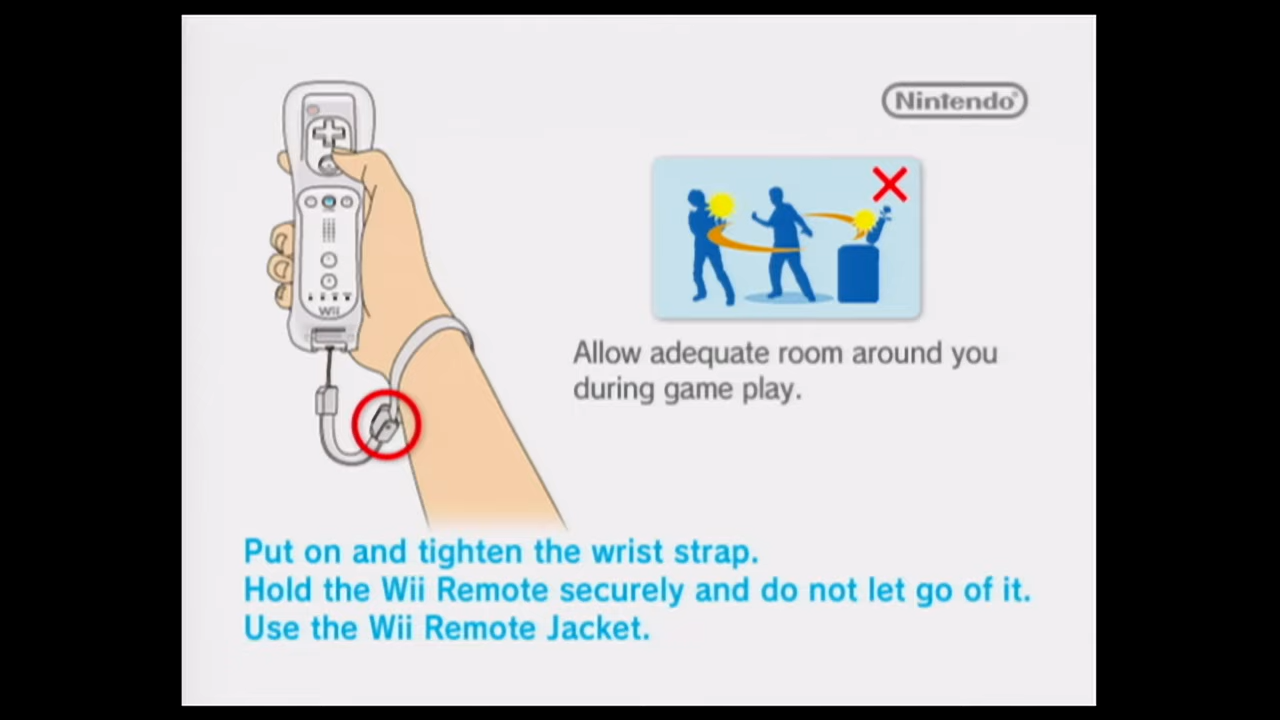 Nintendo®
Wii
Allow adequate room around you
during game play.
Put on and tighten the wrist strap.
Hold the Wii Remote securely and do not let go of it.
Use the Wii Remote Jacket.